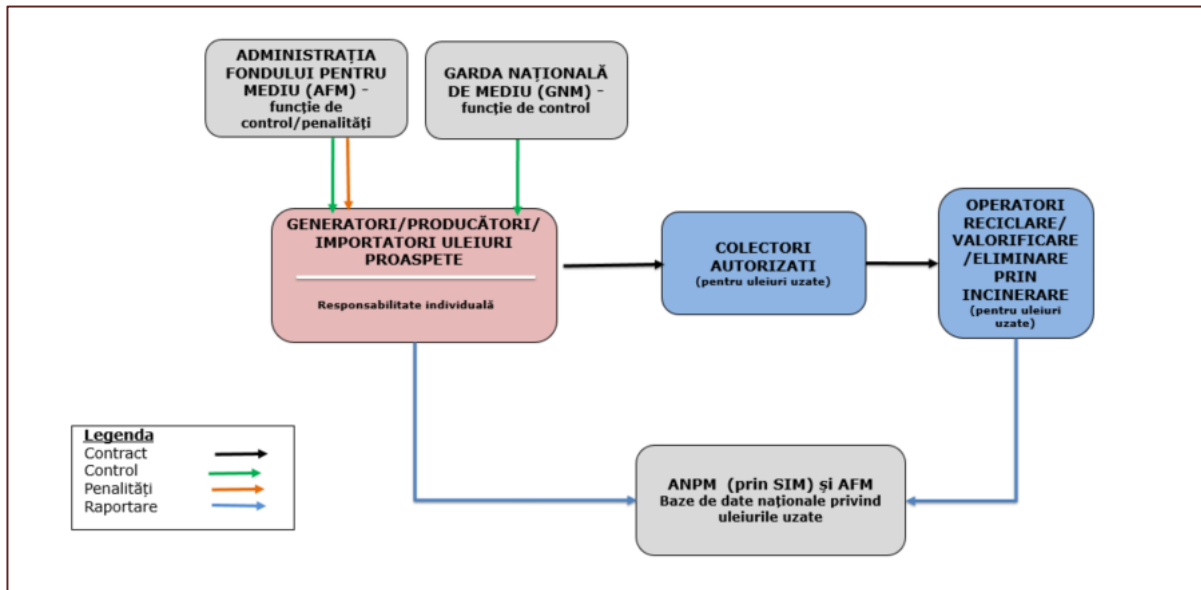 ADMINISTRAȚIA
FONDULUI PENTRU
MEDIU (AFM) -
funcție de
control/penalități
GARDA NAȚIONALĂ
DE MEDIU (GNM) -
funcție de control
GENERATORI/PRODUCĂTORI/
IMPORTATORI ULEIURI
PROASPETE
Responsabilitate individuală
COLECTORI
AUTORIZATI
(pentru uleiuri uzate)
OPERATORI
RECICLARE/
VALORIFICARE
/ELIMINARE
PRIN
INCINERARE
(pentru uleiuri
uzate)
Legenda
Contract
Control
Penalități
Raportare
ANPM (prin SIM) și AFM
Baze de date naționale privind
uleiurile uzate